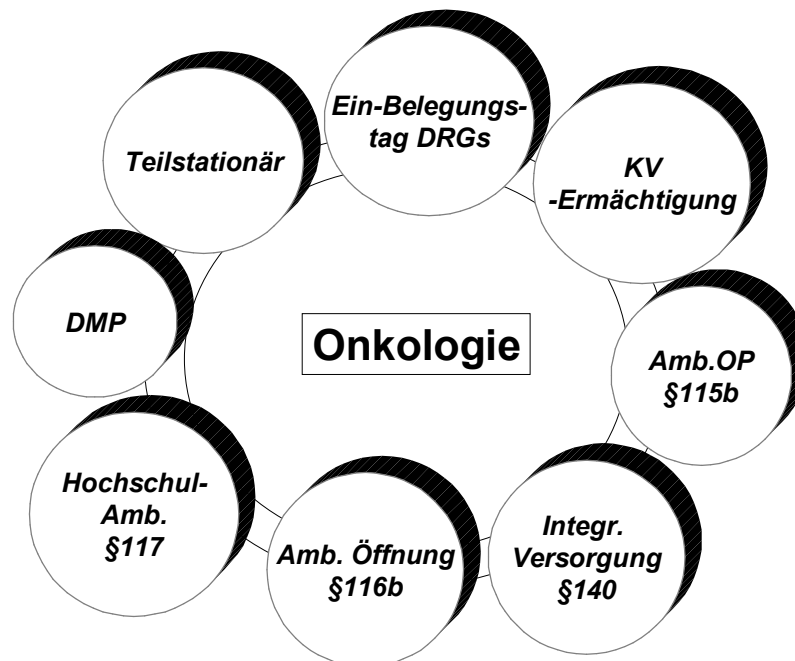 Ein-Belegungs-
tag DRGs
Teilstationär
KV
-Ermächtigung
DMP
Onkologie
Amb.OP
§115b
Hochschul-
Amb.
§117
Amb. Öffnung
§116b
Integr.
Versorgung
§140